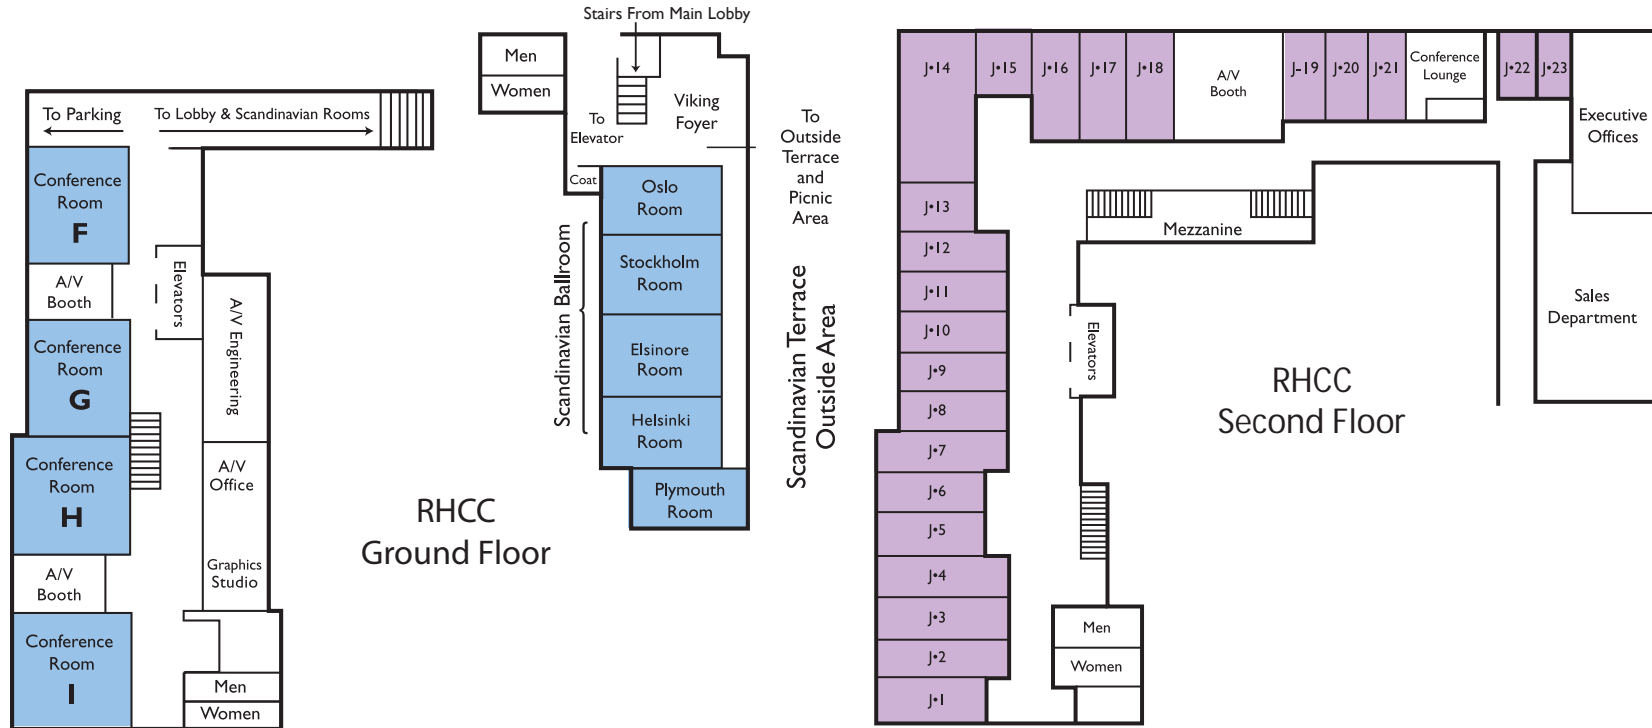 Stairs From Main Lobby
Men
Women
To
Elevator
Viking
Foyer
To Parking
To Lobby & Scandinavian Rooms
To
Outside
Terrace
and
Picnic
Area
Coat
Conference
Room
F
A/V
Booth
Elevators
A/V Engineering
Conference
Room
G
Conference
Room
H
A/V
Office
Graphics
Studio
A/V
Booth
Conference
Room
I
Men
Women
RHCC
Ground Floor
Scandinavian Ballroom
Oslo
Room
Stockholm
Room
Elsinore
Room
Helsinki
Room
Plymouth
Room
Scandinavian Terrace
Outside Area
J•14
J•15
J•16
J•17
J•18
A/V
Booth
J-19
J•20
J•21
Conference
Lounge
J•22
J•23
Executive
Offices
J•13
Mezzanine
J•12
J•11
J•10
J•9
J•8
J•7
J•6
J•5
J•4
J•3
J•2
J•1
Elevators
Sales
Department
RHCC
Second Floor
Men
Women